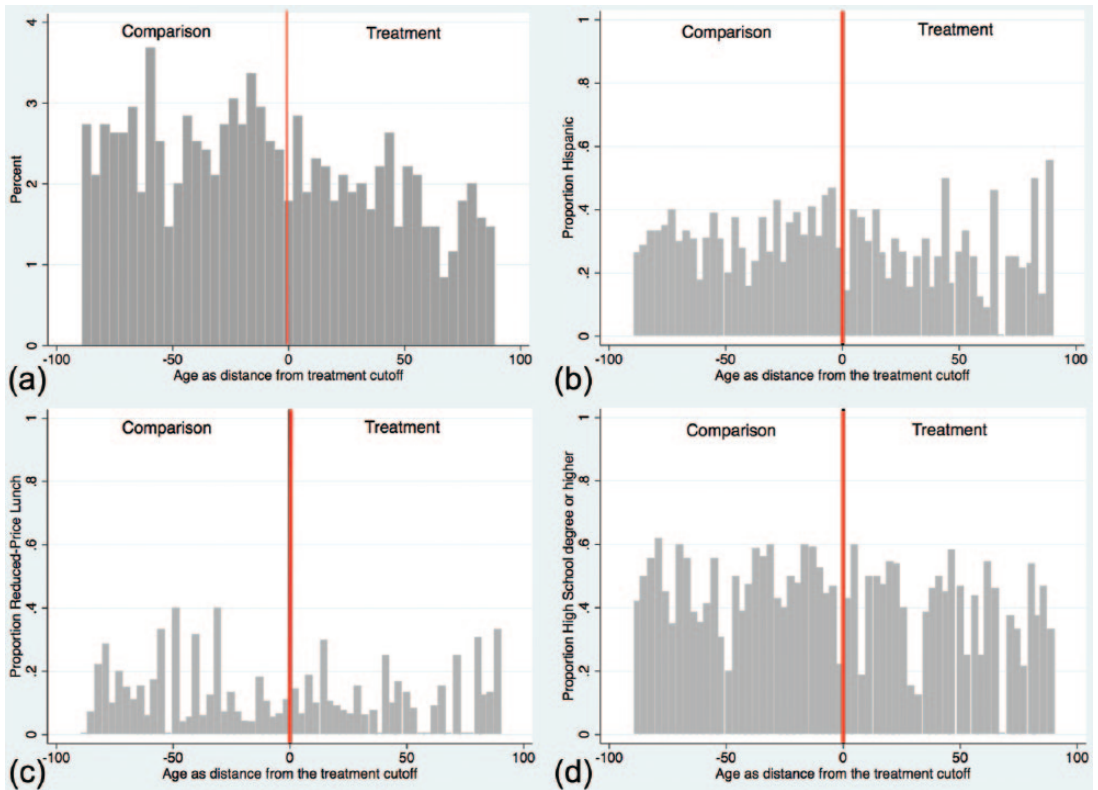 Comparison Treatment
Percent
4
3
2
1
0
-100 -50 0 50 100
Age as distance from treatment cutoff
(a)
Comparison Treatment
Proportion Hispanic
1
.8
.6
.4
.2
0
-100 -50 0 50 100
Age as distance from the treatment cutoff
(b)
Comparison Treatment
Proportion Reduced-Price Lunch
1
.8
.6
.4
.2
0
-100 -50 0 50 100
Age as distance from the treatment cutoff
(c)
Comparison Treatment
Proportion High School degree or higher
1
.8
.6
.4
.2
0
-100 -50 0 50 100
Age as distance from the treatment cutoff
(d)